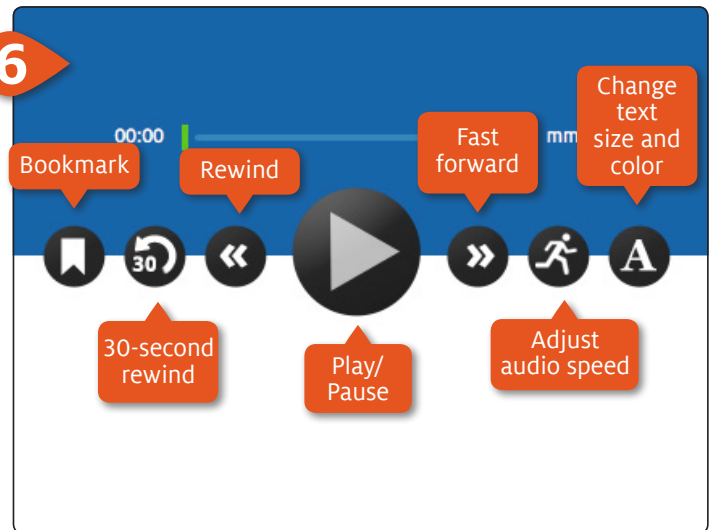 6
Change
text
size and
color
00:00
Fast
forward
mm
Bookmark
Rewind
30
A
30-second
rewind
Play/
Pause
Adjust
audio speed